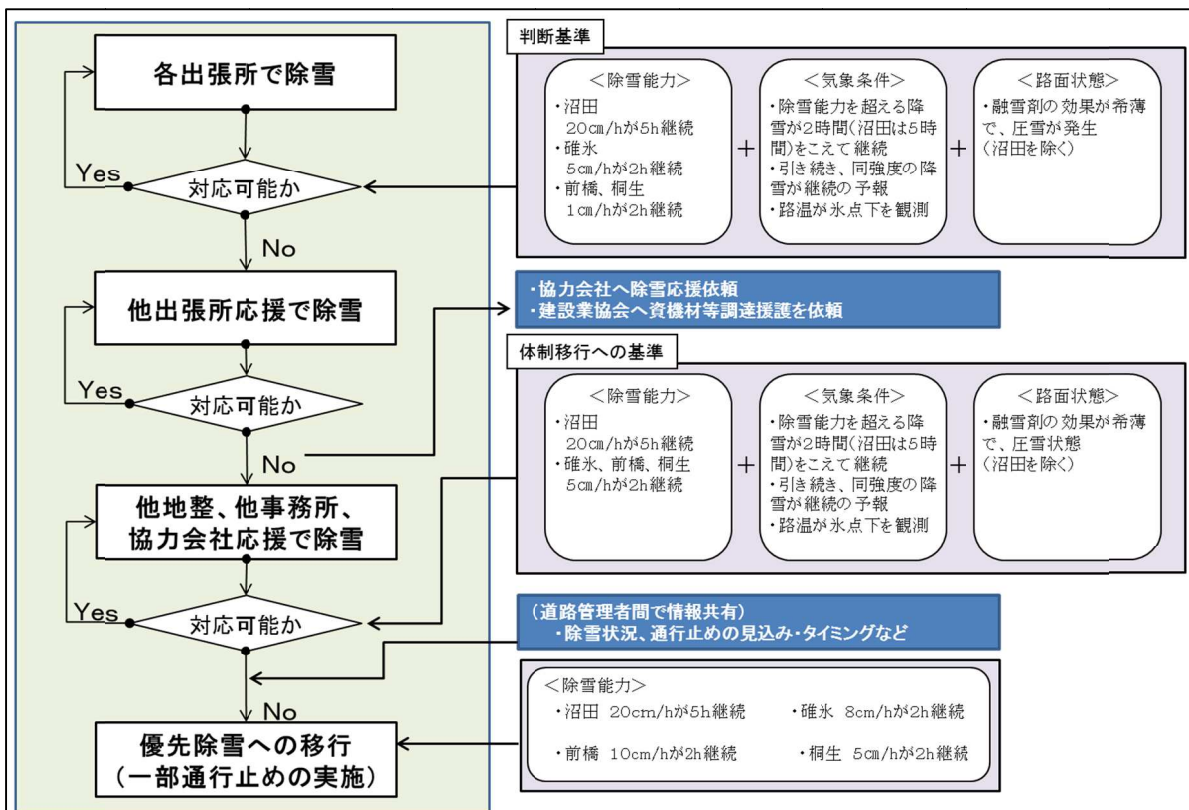 各出張所で除雪
Yes
対応可能か
No
他出張所応援で除雪
Yes
対応可能か
No
他地整、他事務所、
協力会社応援で除雪
Yes
対応可能か
No
優先除雪への移行
(一部通行止めの実施)
判断基準
＜除雪能力＞
・沼田
20cm/hが5h継続
・碓氷
5cm/hが2h継続
・前橋、桐生
1cm/hが2h継続
+
＜気象条件＞
・除雪能力を超える降
雪が2時間(沼田は5時
間)をこえて継続
・引き続き、同強度の降
雪が継続の予報
・路温が氷点下を観測
+
＜路面状態＞
・融雪剤の効果が希薄
で、圧雪が発生
(沼田を除く)
・協力会社へ除雪応援依頼
・建設業協会へ資機材等調達援護を依頼
体制移行への基準
＜除雪能力＞
・沼田
20cm/hが5h継続
・碓氷、前橋、桐生
5cm/hが2h継続
+
＜気象条件＞
・除雪能力を超える降
雪が2時間(沼田は5時
間)をこえて継続
・引き続き、同強度の降
雪が継続の予報
・路温が氷点下を観測
+
＜路面状態＞
・融雪剤の効果が希薄
で、圧雪状態
(沼田を除く)
(道路管理者間で情報共有)
・除雪状況、通行止めの見込み・タイミングなど
＜除雪能力＞
・沼田 20cm/hが5h継続
・碓氷 8cm/hが2h継続
・前橋 10cm/hが2h継続
・桐生 5cm/hが2h継続